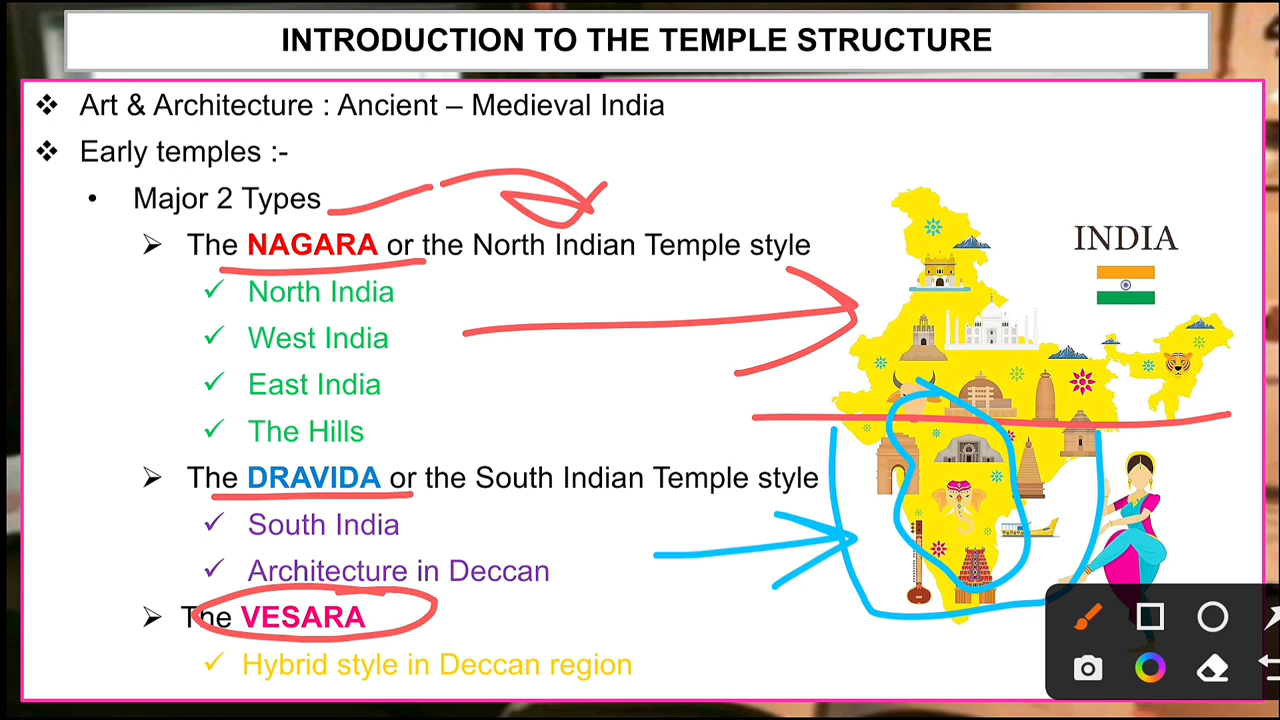 INTRODUCTION TO THE TEMPLE STRUCTURE
❖ Art & Architecture : Ancient – Medieval India
❖ Early temples :-
• Major 2 Types
➢ The NAGARA or the North Indian Temple style
✓ North India
✓ West India
✓ East India
✓ The Hills
➢ The DRAVIDA or the South Indian Temple style
✓ South India
✓ Architecture in Deccan
➢ The VESARA
✓ Hybrid style in Deccan region
INDIA